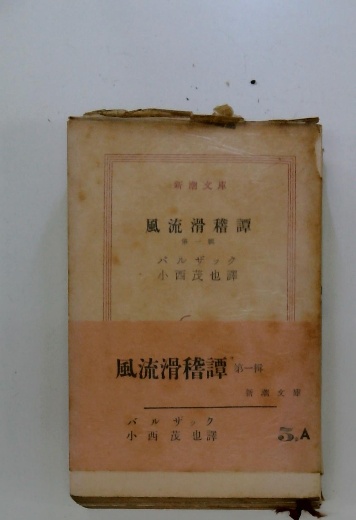 新潮文庫
風流滑稽譚
第一輯
バルザック
小西茂也譯
風流滑稽譚 第一輯
新潮文庫
バルザック
小西茂也譯